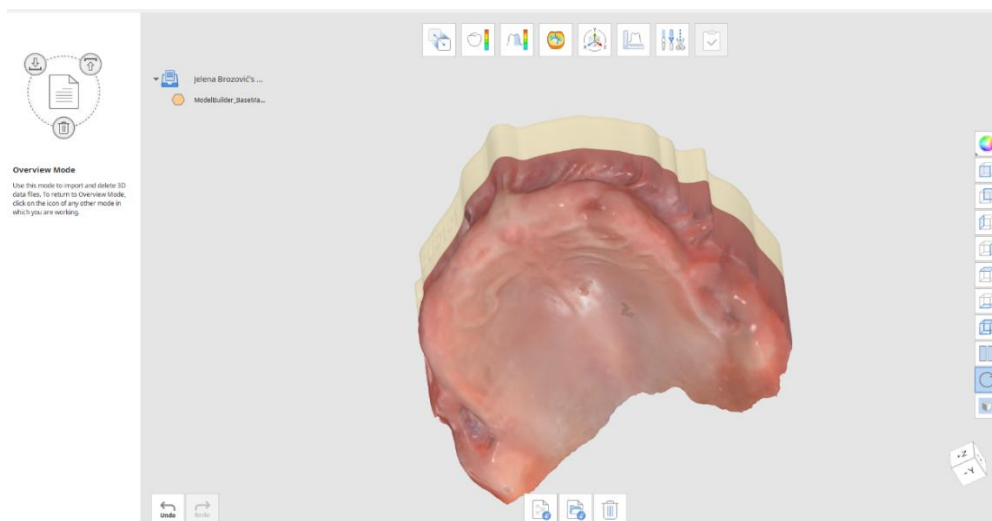 Jelena Brozović's ...
ModelBuilder_BaseMa...
Overview Mode
Use this mode to import and delete 3D
data files. To return to Overview Mode,
click on the icon of any other mode in
which you are working.
Undo
Redo
+Z
-Y